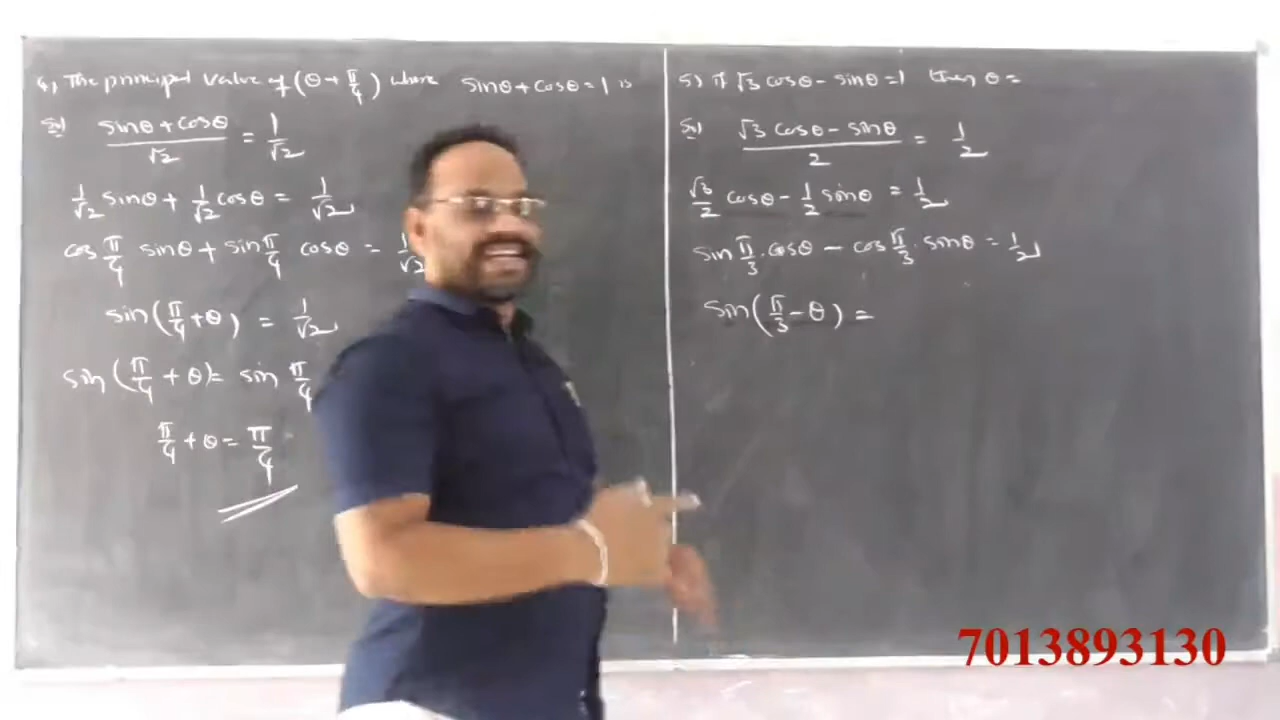 4, The principal value of (θ + π/4) where sinθ + cosθ = 1 is
Sol (sinθ + cosθ)/√2 = 1/√2
1/√2 sinθ + 1/√2 cosθ = 1/√2
cos π/4 sinθ + sin π/4 cosθ = 1/√2
sin(π/4 + θ) = 1/√2
sin(π/4 + θ) = sin π/4
π/4 + θ = π/4
5) If √3 cosθ - sinθ = 1 then θ =
Sol (√3 cosθ - sinθ)/2 = 1/2
√3/2 cosθ - 1/2 sinθ = 1/2
sin π/3 . cosθ - cos π/3 . sinθ = 1/2
sin(π/3 - θ) =
7013893130